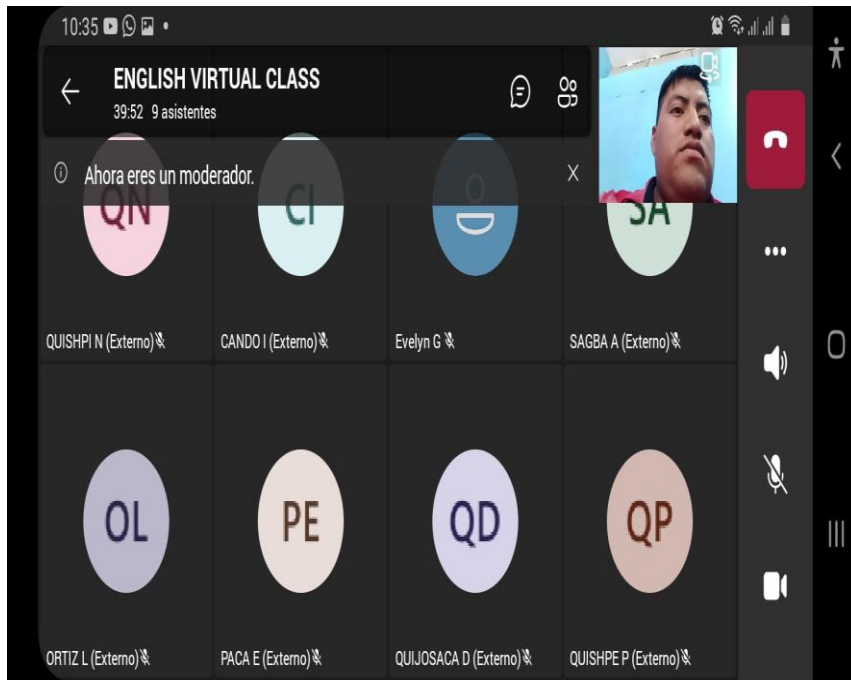 10:35
ENGLISH VIRTUAL CLASS
39:52 9 asistentes
Ahora eres un moderador.
QN
CI
SA
QUISHPI N (Externo)
CANDO I (Externo)
Evelyn G
SAGBA A (Externo)
OL
PE
QD
QP
ORTIZ L (Externo)
PACA E (Externo)
QUIJOSACA D (Externo)
QUISHPE P (Externo)